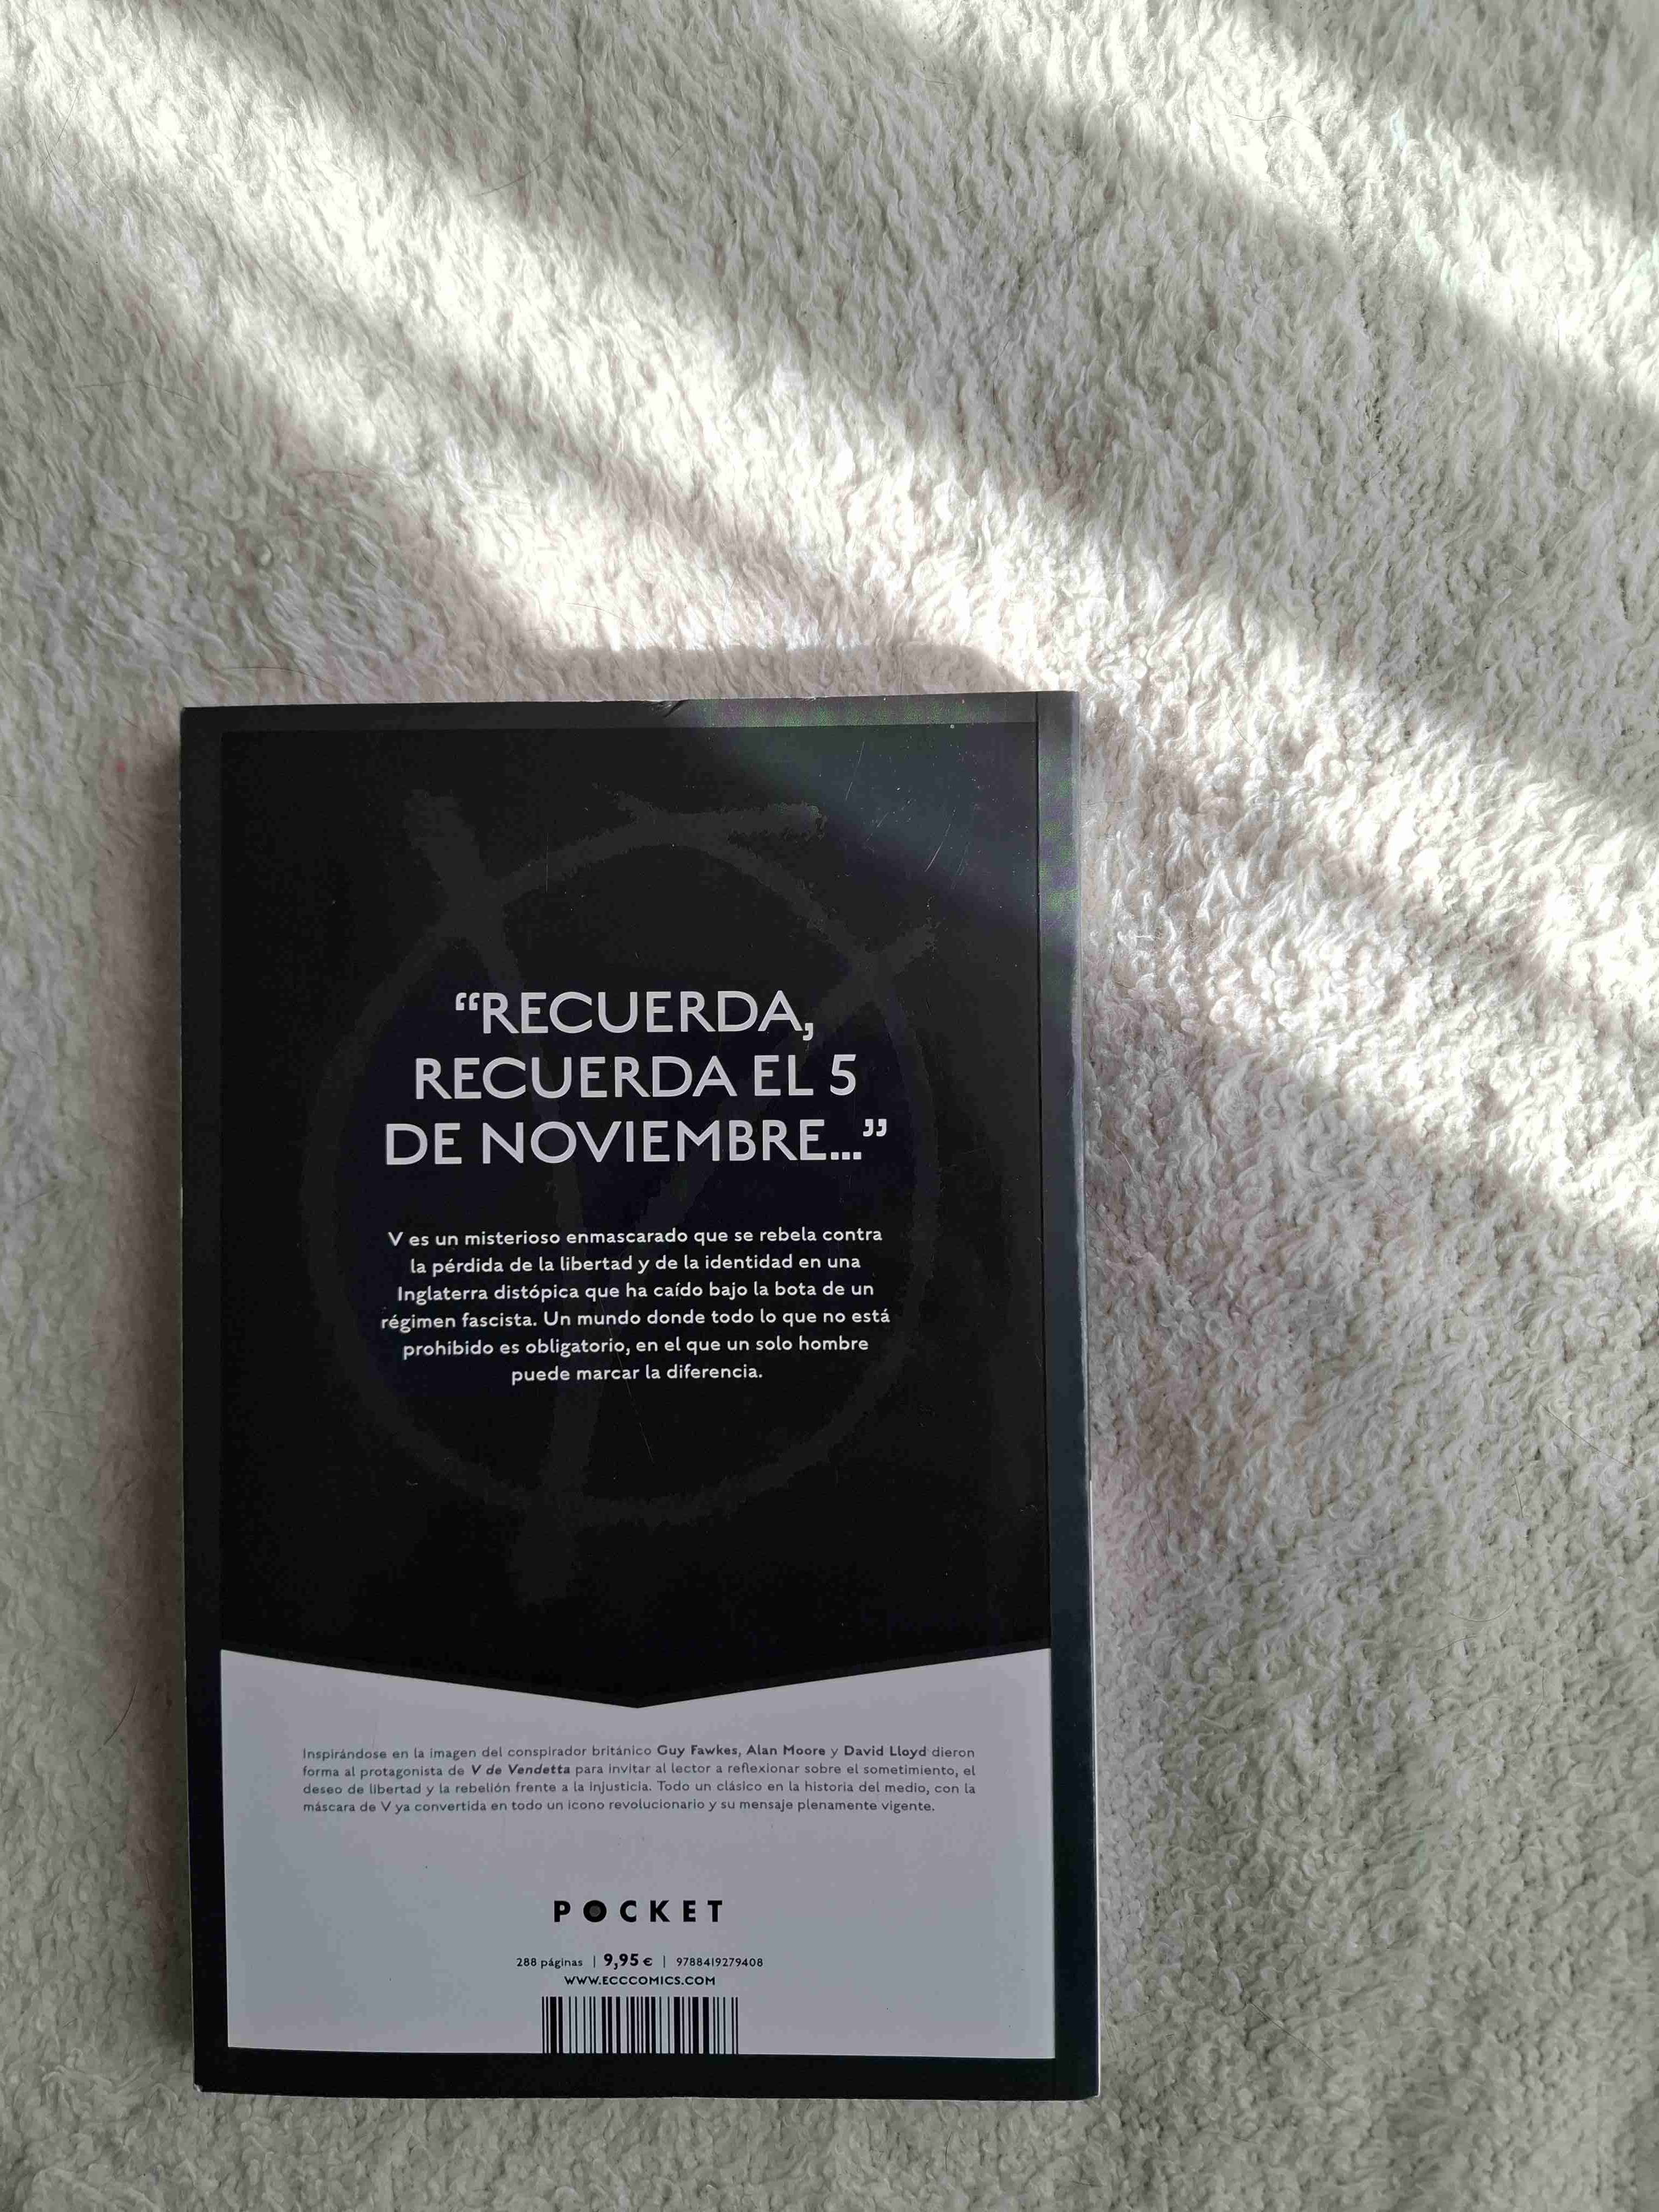 “RECUERDA,
RECUERDA EL 5
DE NOVIEMBRE...”
V es un misterioso enmascarado que se rebela contra
la pérdida de la libertad y de la identidad en una
Inglaterra distópica que ha caído bajo la bota de un
régimen fascista. Un mundo donde todo lo que no está
prohibido es obligatorio, en el que un solo hombre
puede marcar la diferencia.
Inspirándose en la imagen del conspirador británico Guy Fawkes, Alan Moore y David Lloyd dieron
forma al protagonista de V de Vendetta para invitar al lector a reflexionar sobre el sometimiento, el
deseo de libertad y la rebelión frente a la injusticia. Todo un clásico en la historia del medio, con la
máscara de V ya convertida en todo un icono revolucionario y su mensaje plenamente vigente.
POCKET
288 páginas | 9,95 € | 9788419279408
WWW.ECCCOMICS.COM